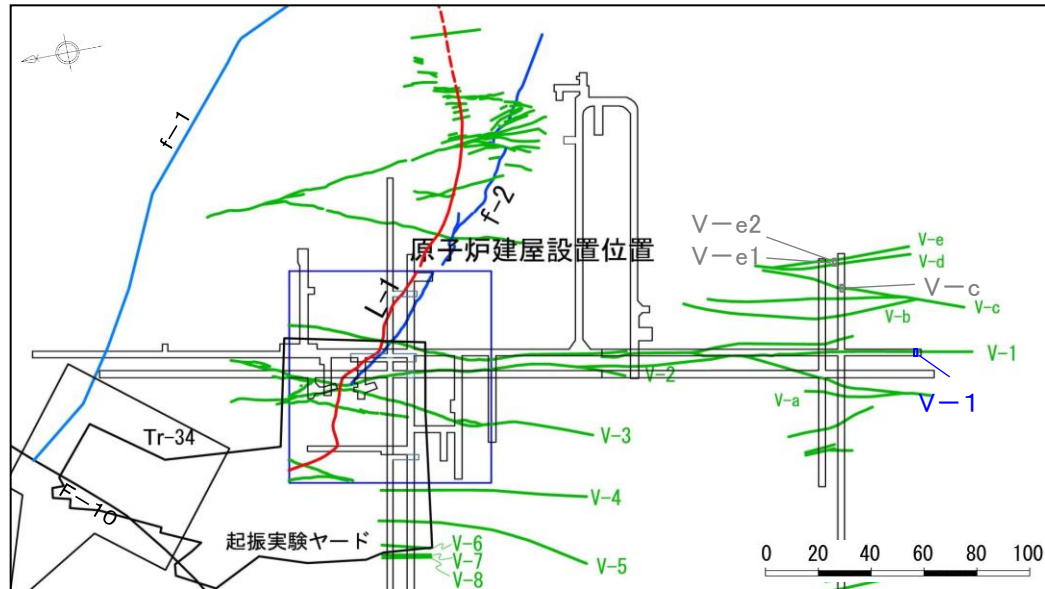 f－1
f－2
原子炉建屋設置位置
L-1
V－e2
V-e
V－e1
V-d
V－c
V-c
V-b
V-1
V-2
V-a
V－1
V-3
Tr-34
F－10
V-4
起振実験ヤード
V-6
V-7
V-5
V-8
0 20 40 60 80 100